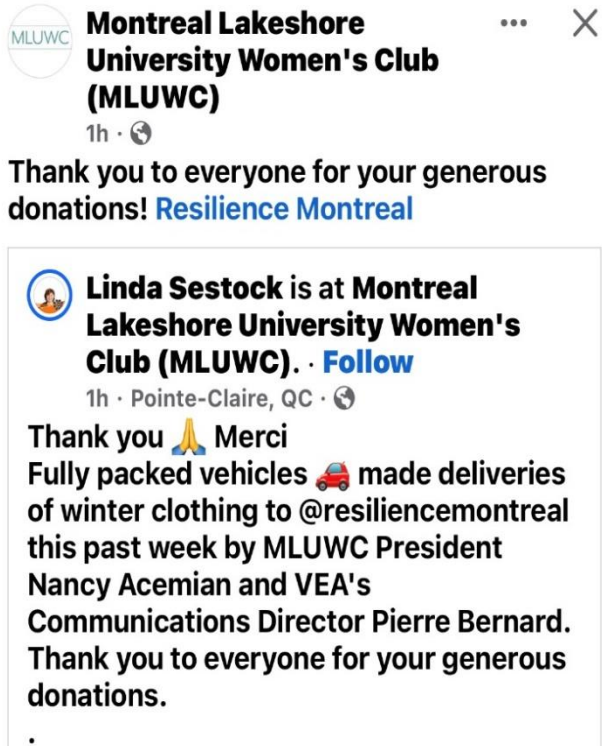 MLUWC
Montreal Lakeshore
University Women's Club
(MLUWC)
1h ·
Thank you to everyone for your generous
donations! Resilience Montreal
Linda Sestock is at Montreal
Lakeshore University Women's
Club (MLUWC). · Follow
1h · Pointe-Claire, QC ·
Thank you 🙏 Merci
Fully packed vehicles 🚗 made deliveries
of winter clothing to @resiliencemontreal
this past week by MLUWC President
Nancy Acemian and VEA's
Communications Director Pierre Bernard.
Thank you to everyone for your generous
donations.
.